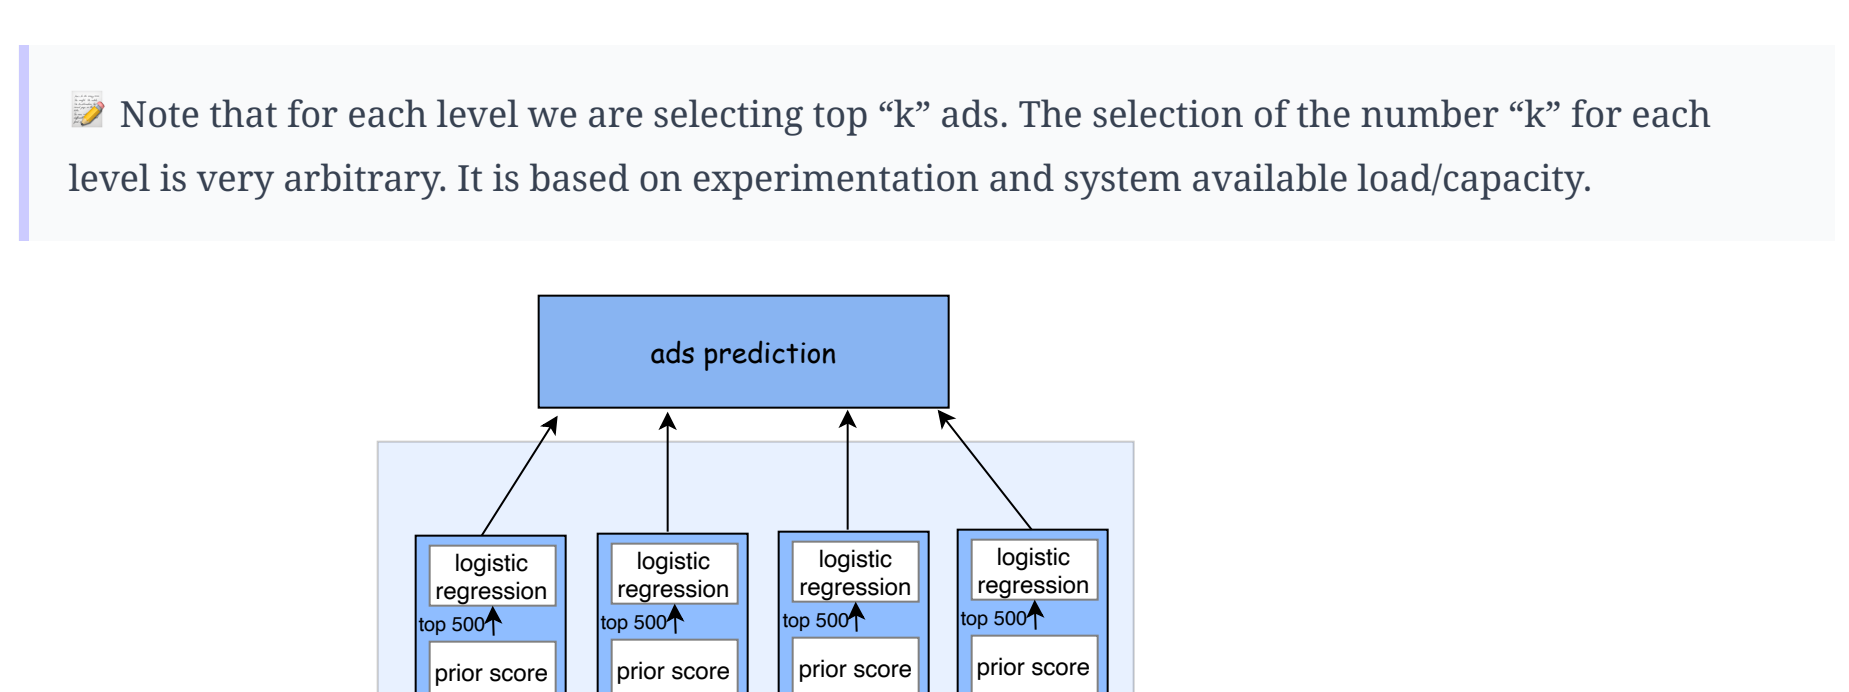 Note that for each level we are selecting top “k” ads. The selection of the number “k” for each
level is very arbitrary. It is based on experimentation and system available load/capacity.
ads prediction
logistic
regression
top 500
prior score
logistic
regression
top 500
prior score
logistic
regression
top 500
prior score
logistic
regression
top 500
prior score